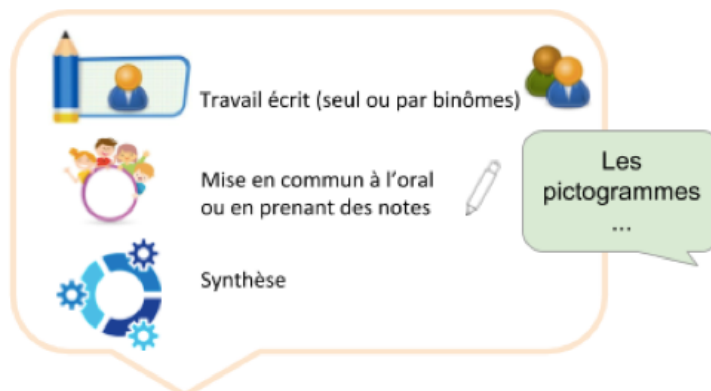 Travail écrit (seul ou par binômes)
Mise en commun à l'oral
ou en prenant des notes
Les
pictogrammes
...
Synthèse